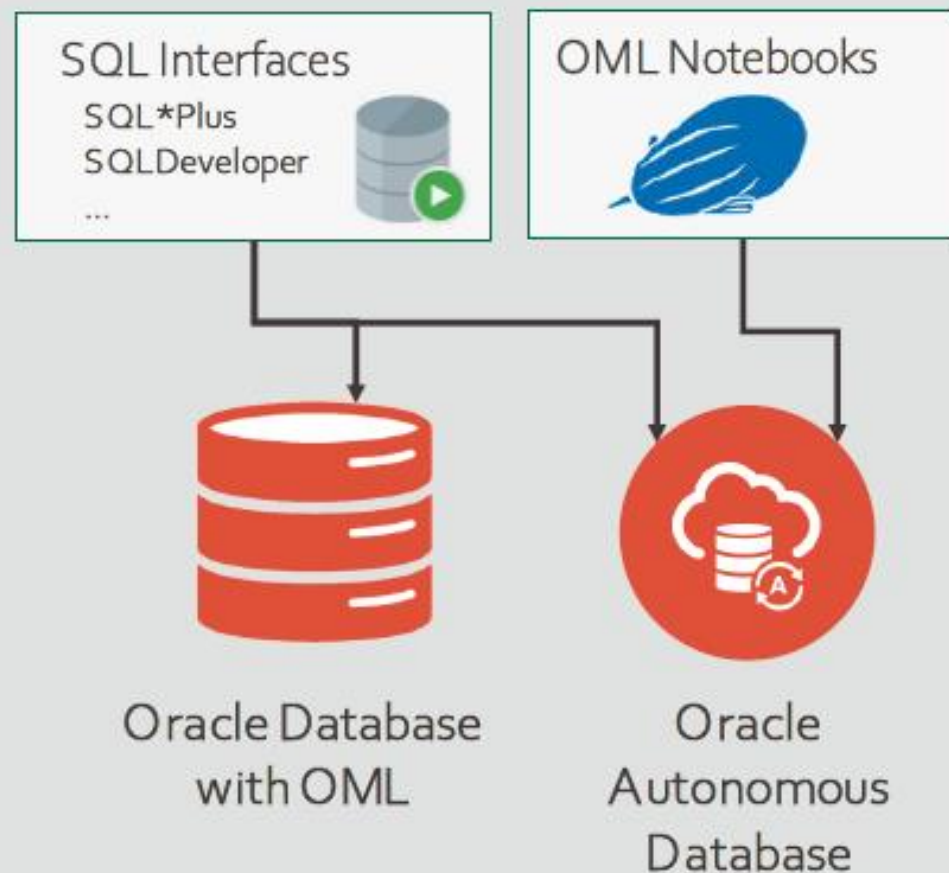 SQL Interfaces
SQL*Plus
SQLDeveloper
...
OML Notebooks
A
Oracle Database
with OML
Oracle
Autonomous
Database